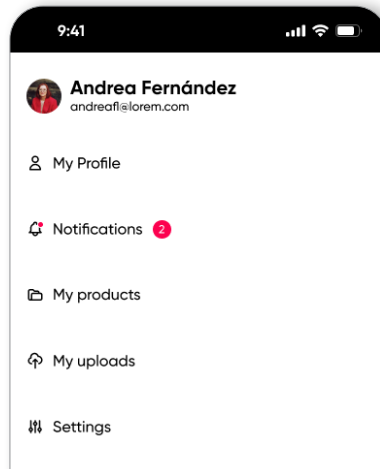 9:41
Andrea Fernández
andreafl@lorem.com
My Profile
Notifications 2
My products
My uploads
Settings